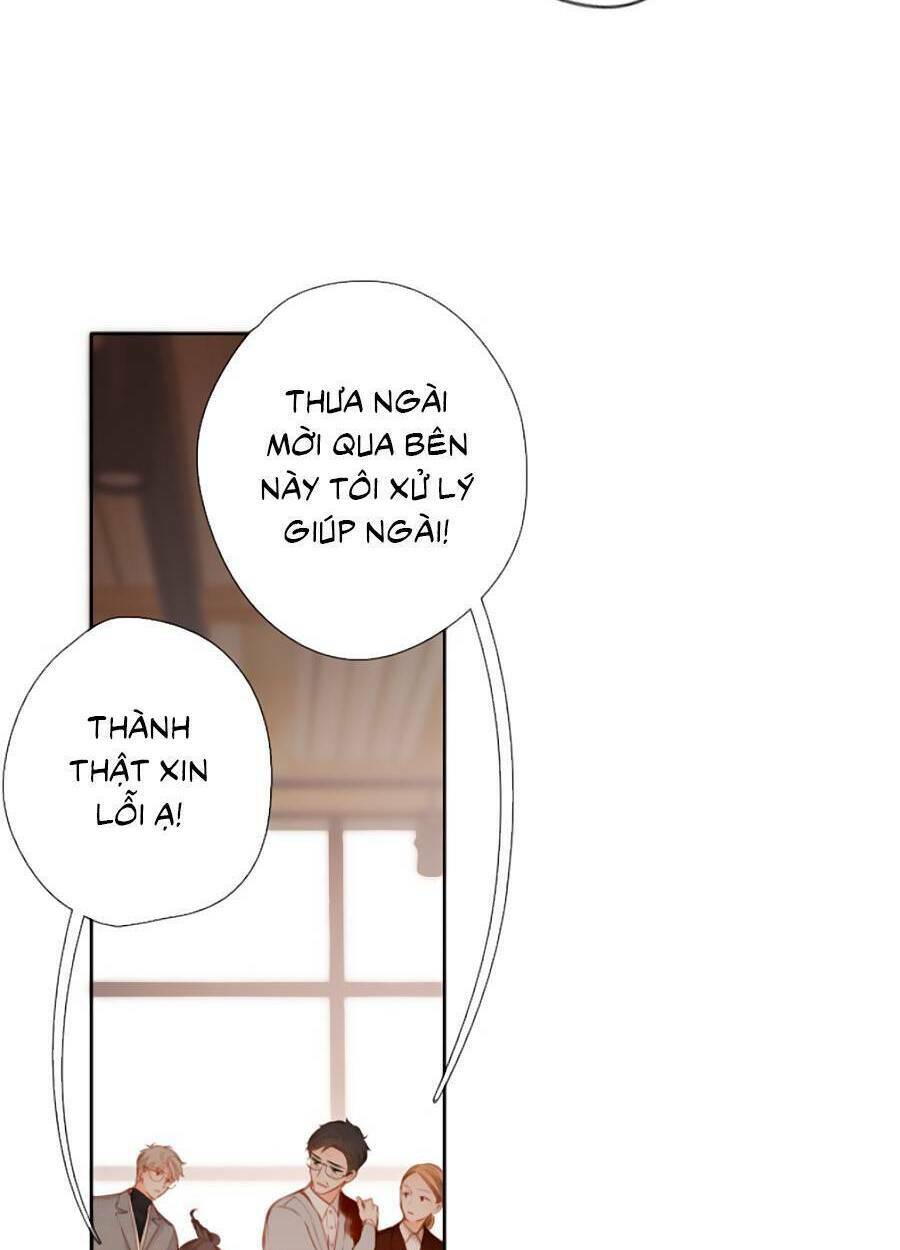 THƯA NGÀI
MỜI QUA BÊN
NÀY TÔI XỬ LÝ
GIÚP NGÀI!
THÀNH
THẬT XIN
LỖI Ạ!